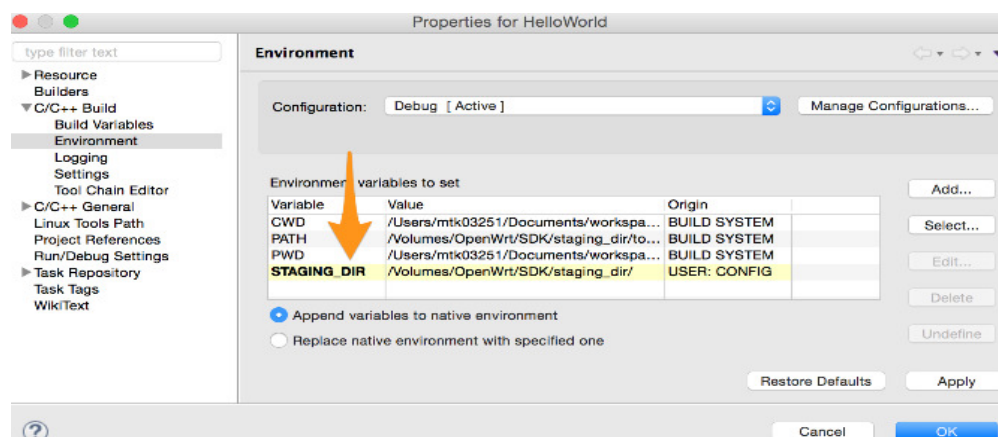 Properties for HelloWorld
type filter text
Resource
Builders
C/C++ Build
Build Variables
Environment
Logging
Settings
Tool Chain Editor
C/C++ General
Linux Tools Path
Project References
Run/Debug Settings
Task Repository
Task Tags
WikiText
Environment
Configuration: Debug [ Active ] Manage Configurations...
Environment variables to set
Variable Value Origin
CWD /Users/mtk03251/Documents/workspa... BUILD SYSTEM
PATH /Volumes/OpenWrt/SDK/staging_dir/to... BUILD SYSTEM
PWD /Users/mtk03251/Documents/workspa... BUILD SYSTEM
STAGING_DIR /Volumes/OpenWrt/SDK/staging_dir/ USER: CONFIG
Add...
Select...
Edit...
Delete
Undefine
Append variables to native environment
Replace native environment with specified one
Restore Defaults Apply
? Cancel OK